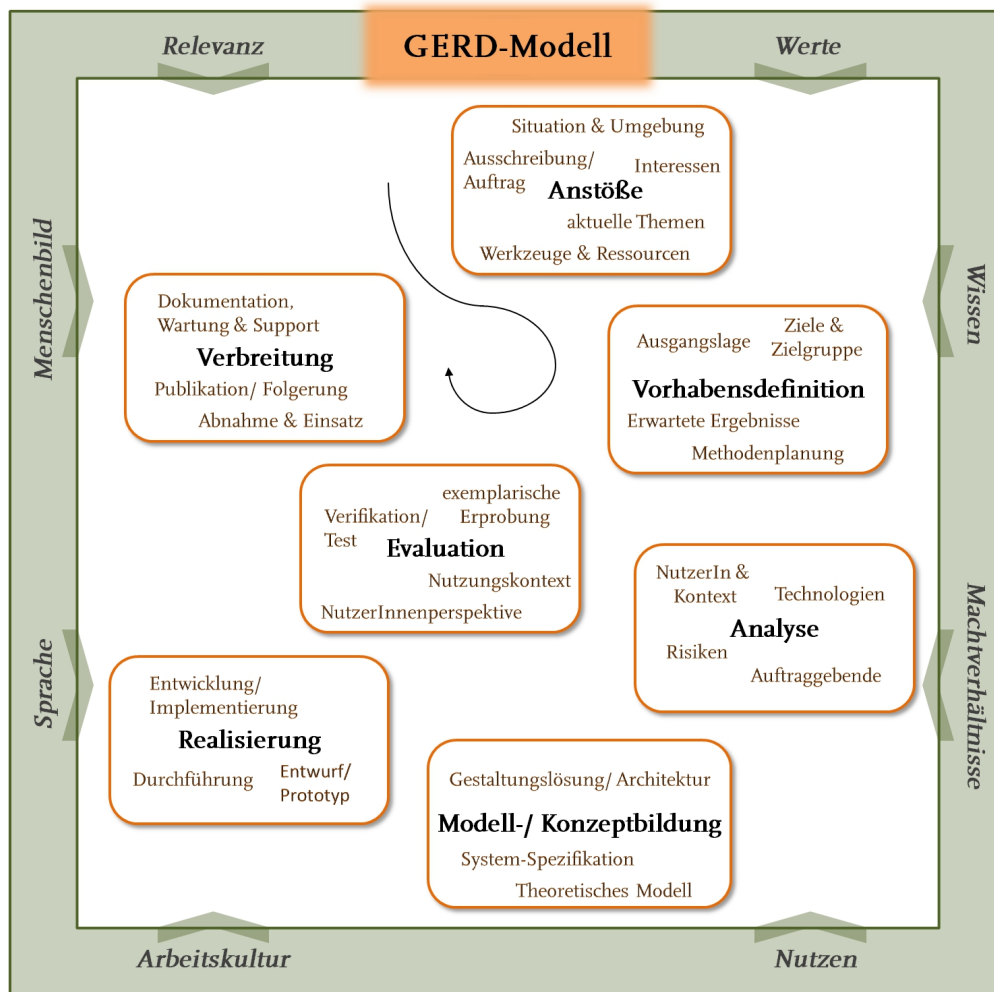 GERD-Modell
Relevanz
Werte
Menschenbild
Wissen
Sprache
Machtverhältnisse
Arbeitskultur
Nutzen
Situation & Umgebung
Ausschreibung/
Auftrag
Interessen
Anstöße
aktuelle Themen
Werkzeuge & Ressourcen
Ausgangslage
Ziele &
Zielgruppe
Vorhabensdefinition
Erwartete Ergebnisse
Methodenplanung
NutzerIn &
Kontext
Technologien
Analyse
Risiken
Auftraggebende
Gestaltungslösung/ Architektur
Modell-/ Konzeptbildung
System-Spezifikation
Theoretisches Modell
Entwicklung/
Implementierung
Realisierung
Durchführung
Entwurf/
Prototyp
Verifikation/
Test
exemplarische
Erprobung
Evaluation
Nutzungskontext
NutzerInnenperspektive
Dokumentation,
Wartung & Support
Verbreitung
Publikation/ Folgerung
Abnahme & Einsatz